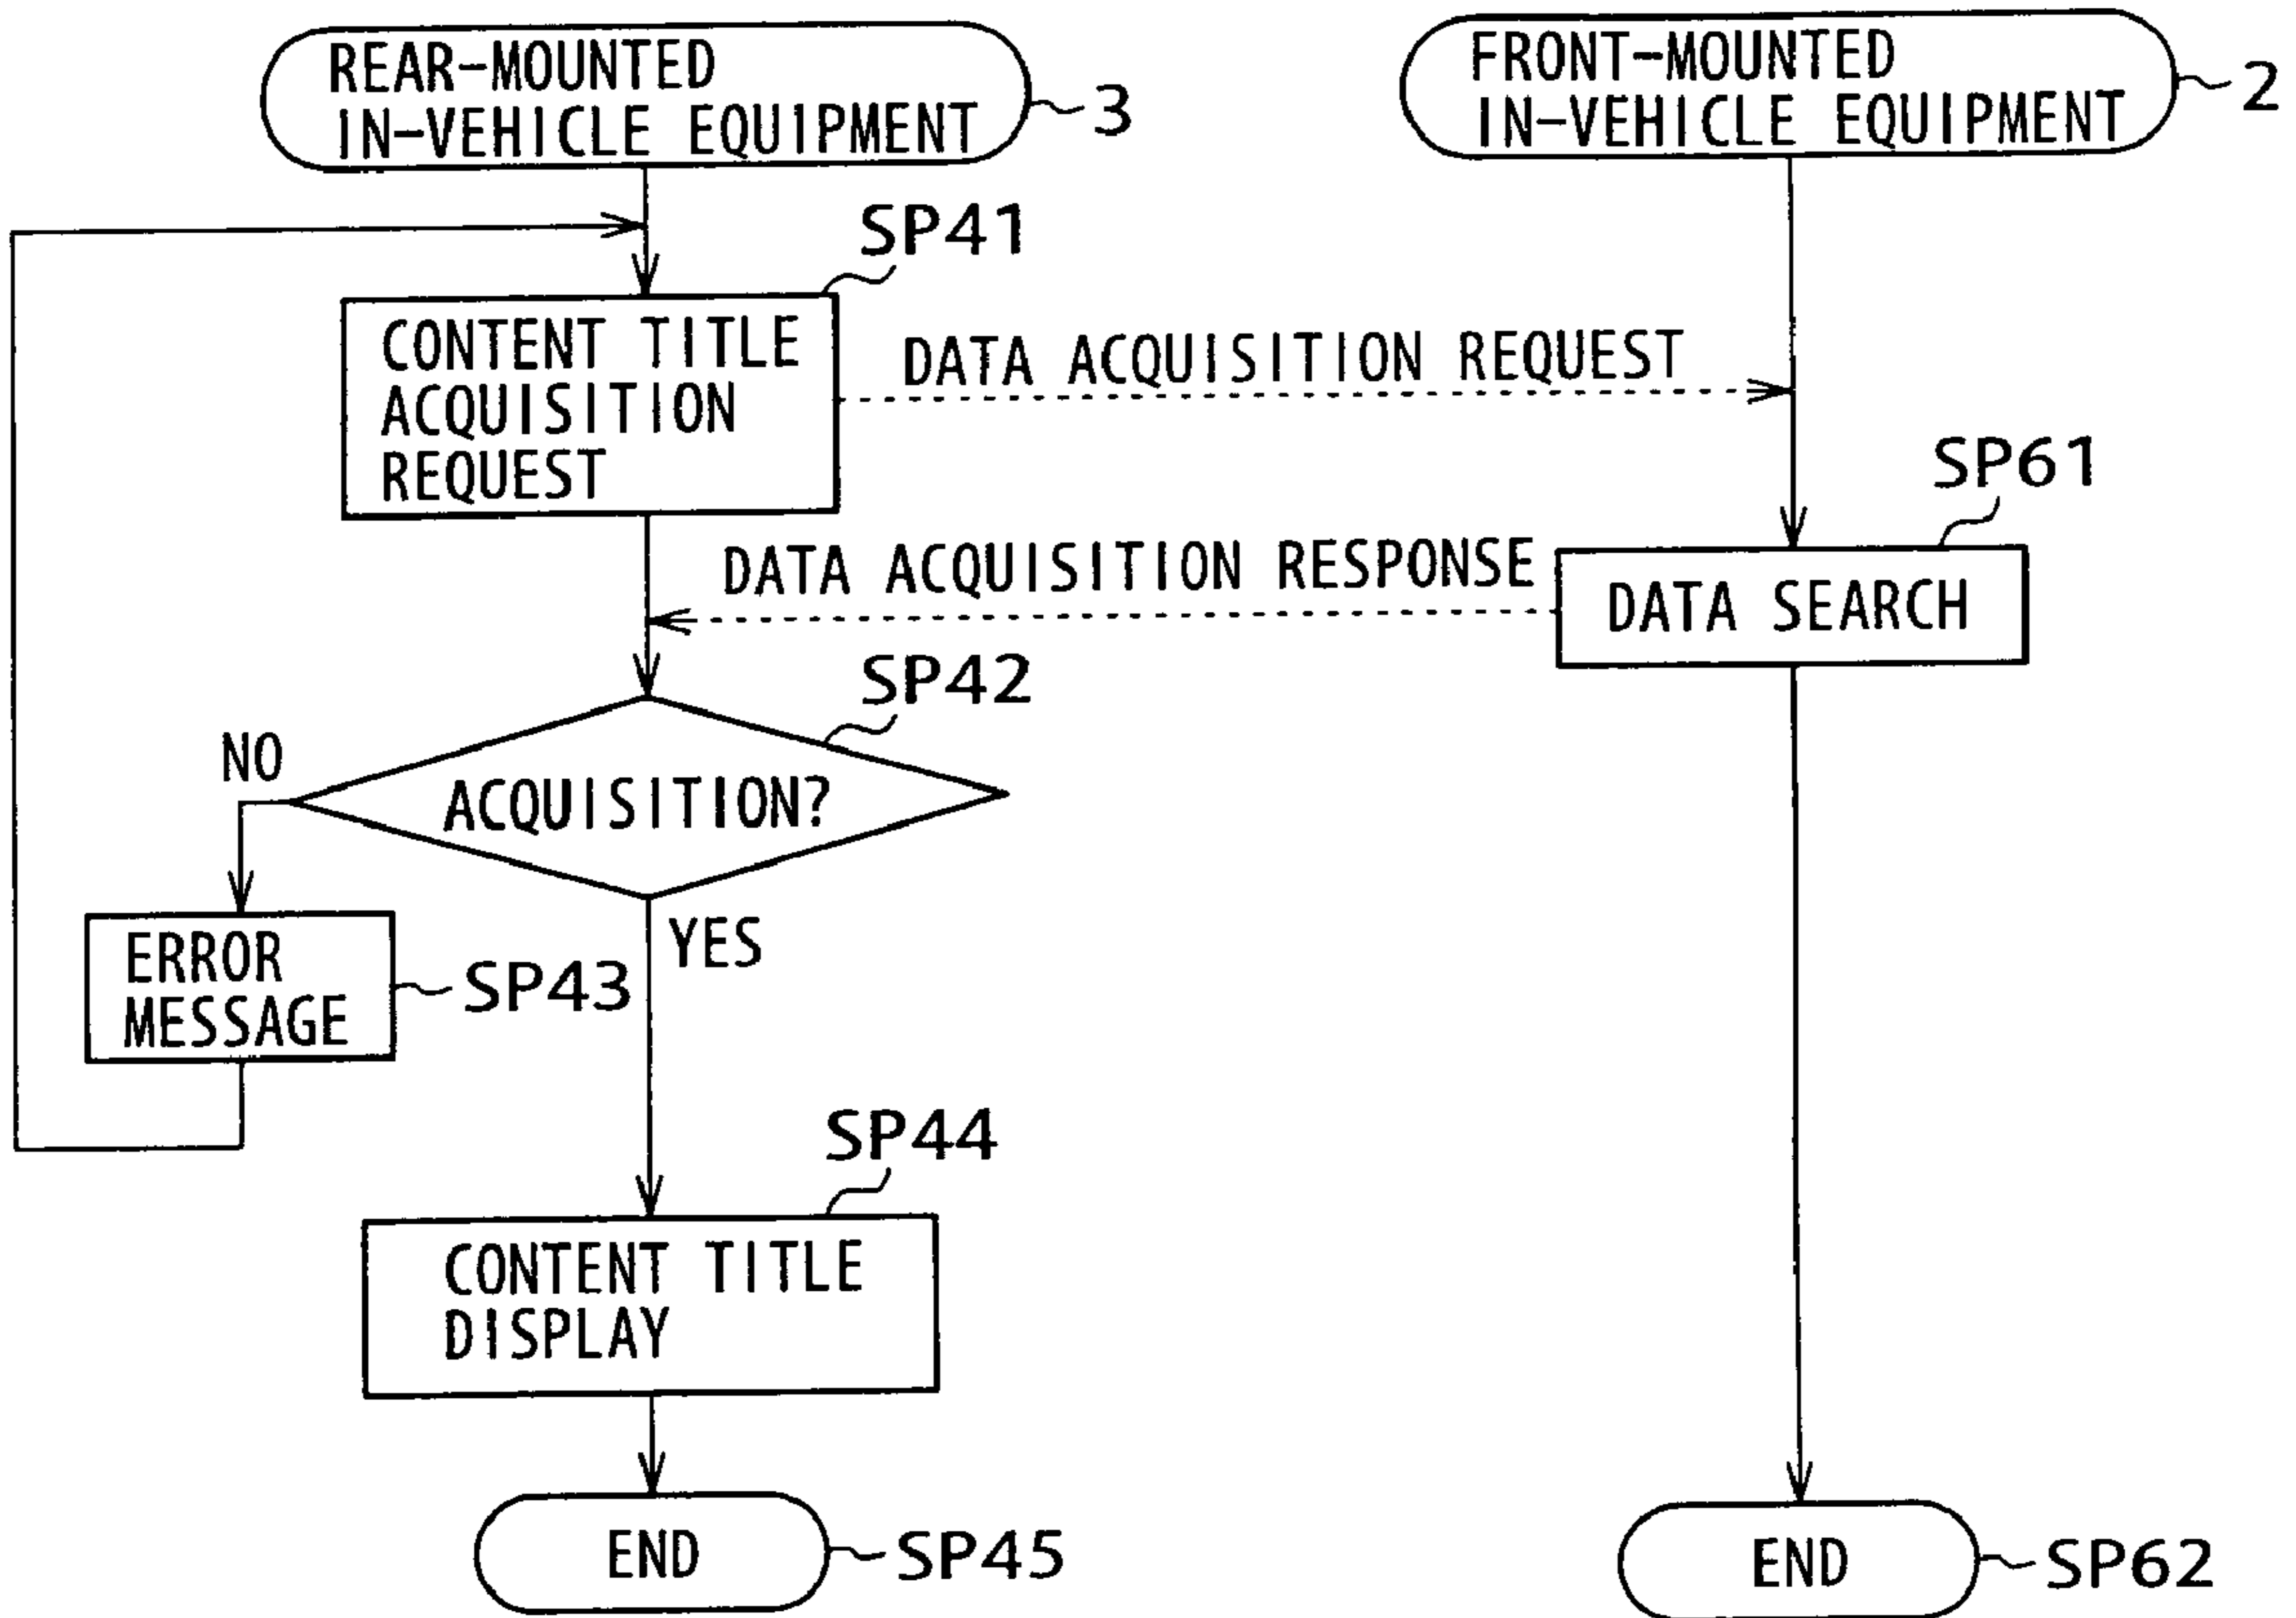 REAR-MOUNTED
IN-VEHICLE EQUIPMENT
3
FRONT-MOUNTED
IN-VEHICLE EQUIPMENT
2
SP41
CONTENT TITLE
ACQUISITION
REQUEST
DATA ACQUISITION REQUEST
SP61
DATA SEARCH
DATA ACQUISITION RESPONSE
SP42
NO
ACQUISITION?
YES
ERROR
MESSAGE
SP43
SP44
CONTENT TITLE
DISPLAY
END
SP45
END
SP62